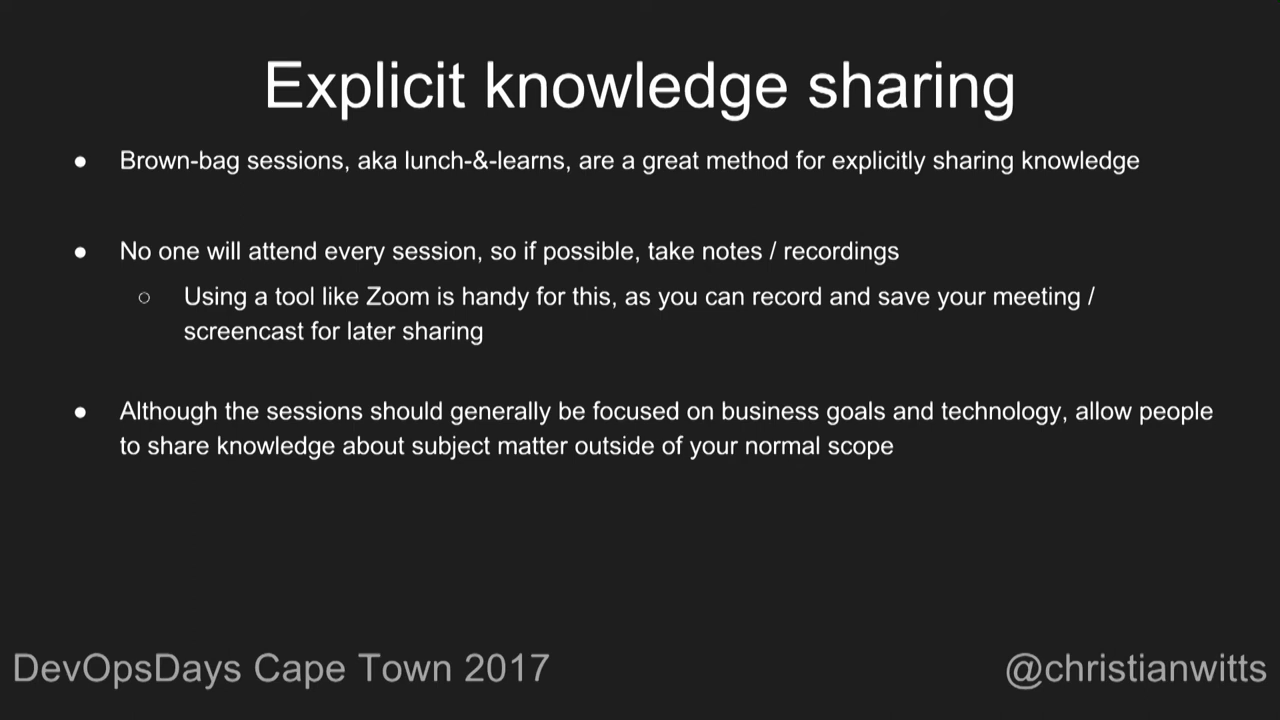 Explicit knowledge sharing
● Brown-bag sessions, aka lunch-&-learns, are a great method for explicitly sharing knowledge
● No one will attend every session, so if possible, take notes / recordings
○ Using a tool like Zoom is handy for this, as you can record and save your meeting /
screencast for later sharing
● Although the sessions should generally be focused on business goals and technology, allow people
to share knowledge about subject matter outside of your normal scope
DevOpsDays Cape Town 2017
@christianwitts